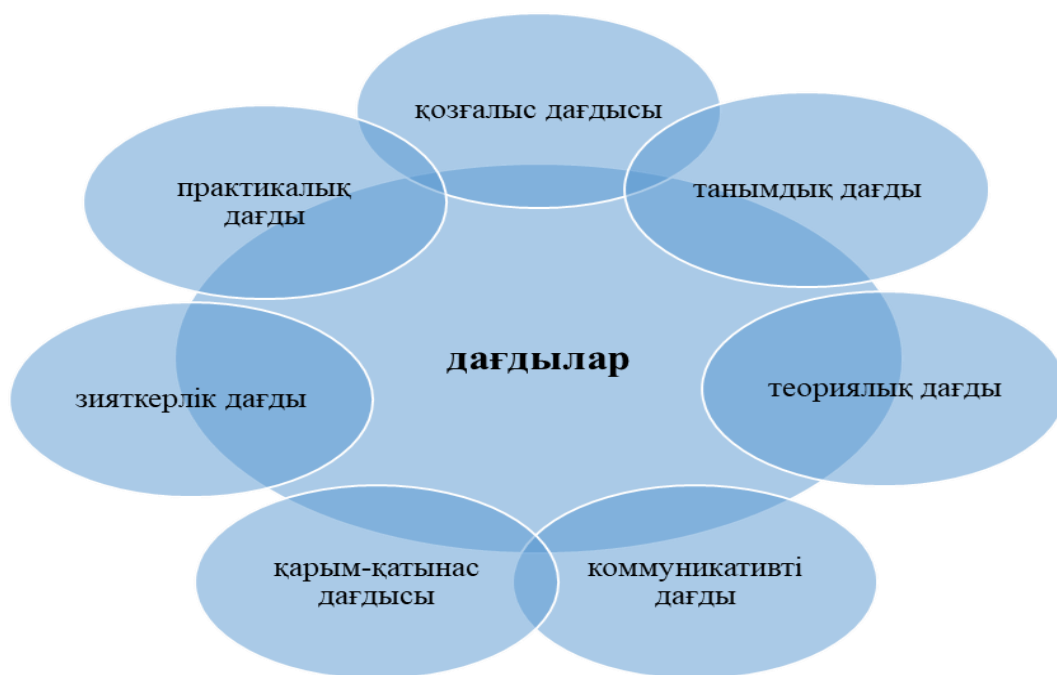 қозғалыс дағдысы
танымдық дағды
практикалық
дағды
дағдылар
теориялық дағды
зияткерлік дағды
қарым-қатынас
дағдысы
коммуникативті
дағды